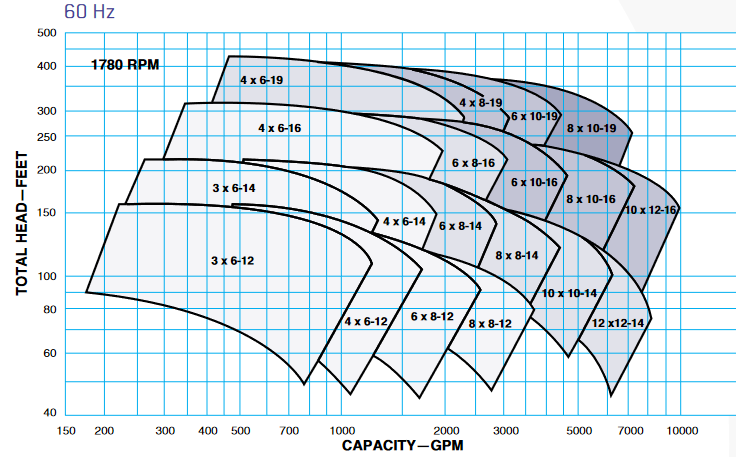 60 Hz
1780 RPM
TOTAL HEAD—FEET
500
400
300
250
200
150
100
80
60
40
4 x 6-19
4 x 8-19
6 x 10-19
8 x 10-19
4 x 6-16
6 x 8-16
6 x 10-16
8 x 10-16
10 x 12-16
3 x 6-14
4 x 6-14
6 x 8-14
8 x 8-14
10 x 10-14
12 x12-14
3 x 6-12
4 x 6-12
6 x 8-12
8 x 8-12
150 200 300 400 500 700 1000 2000 3000 5000 7000 10000
CAPACITY—GPM